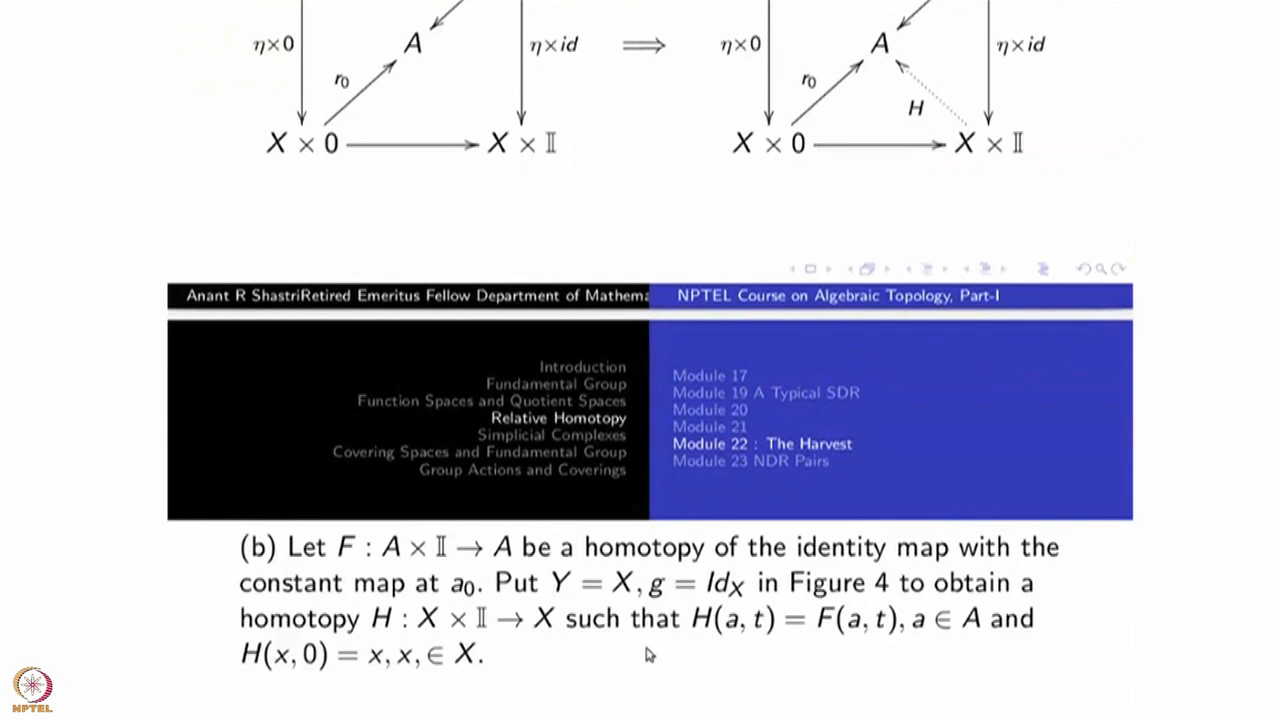 A A
η×0 η×id ⟹ η×0 η×id
r₀ r₀
H
X × 0 X × 𝕀 X × 0 X × 𝕀
Anant R ShastriRetired Emeritus Fellow Department of Mathema NPTEL Course on Algebraic Topology, Part-I
Introduction
Fundamental Group
Function Spaces and Quotient Spaces
Relative Homotopy
Simplicial Complexes
Covering Spaces and Fundamental Group
Group Actions and Coverings
Module 17
Module 19 A Typical SDR
Module 20
Module 21
Module 22 : The Harvest
Module 23 NDR Pairs
(b) Let F : A × 𝕀 → A be a homotopy of the identity map with the
constant map at a₀. Put Y = X, g = Id_X in Figure 4 to obtain a
homotopy H : X × 𝕀 → X such that H(a, t) = F(a, t), a ∈ A and
H(x, 0) = x, x, ∈ X.
NPTEL